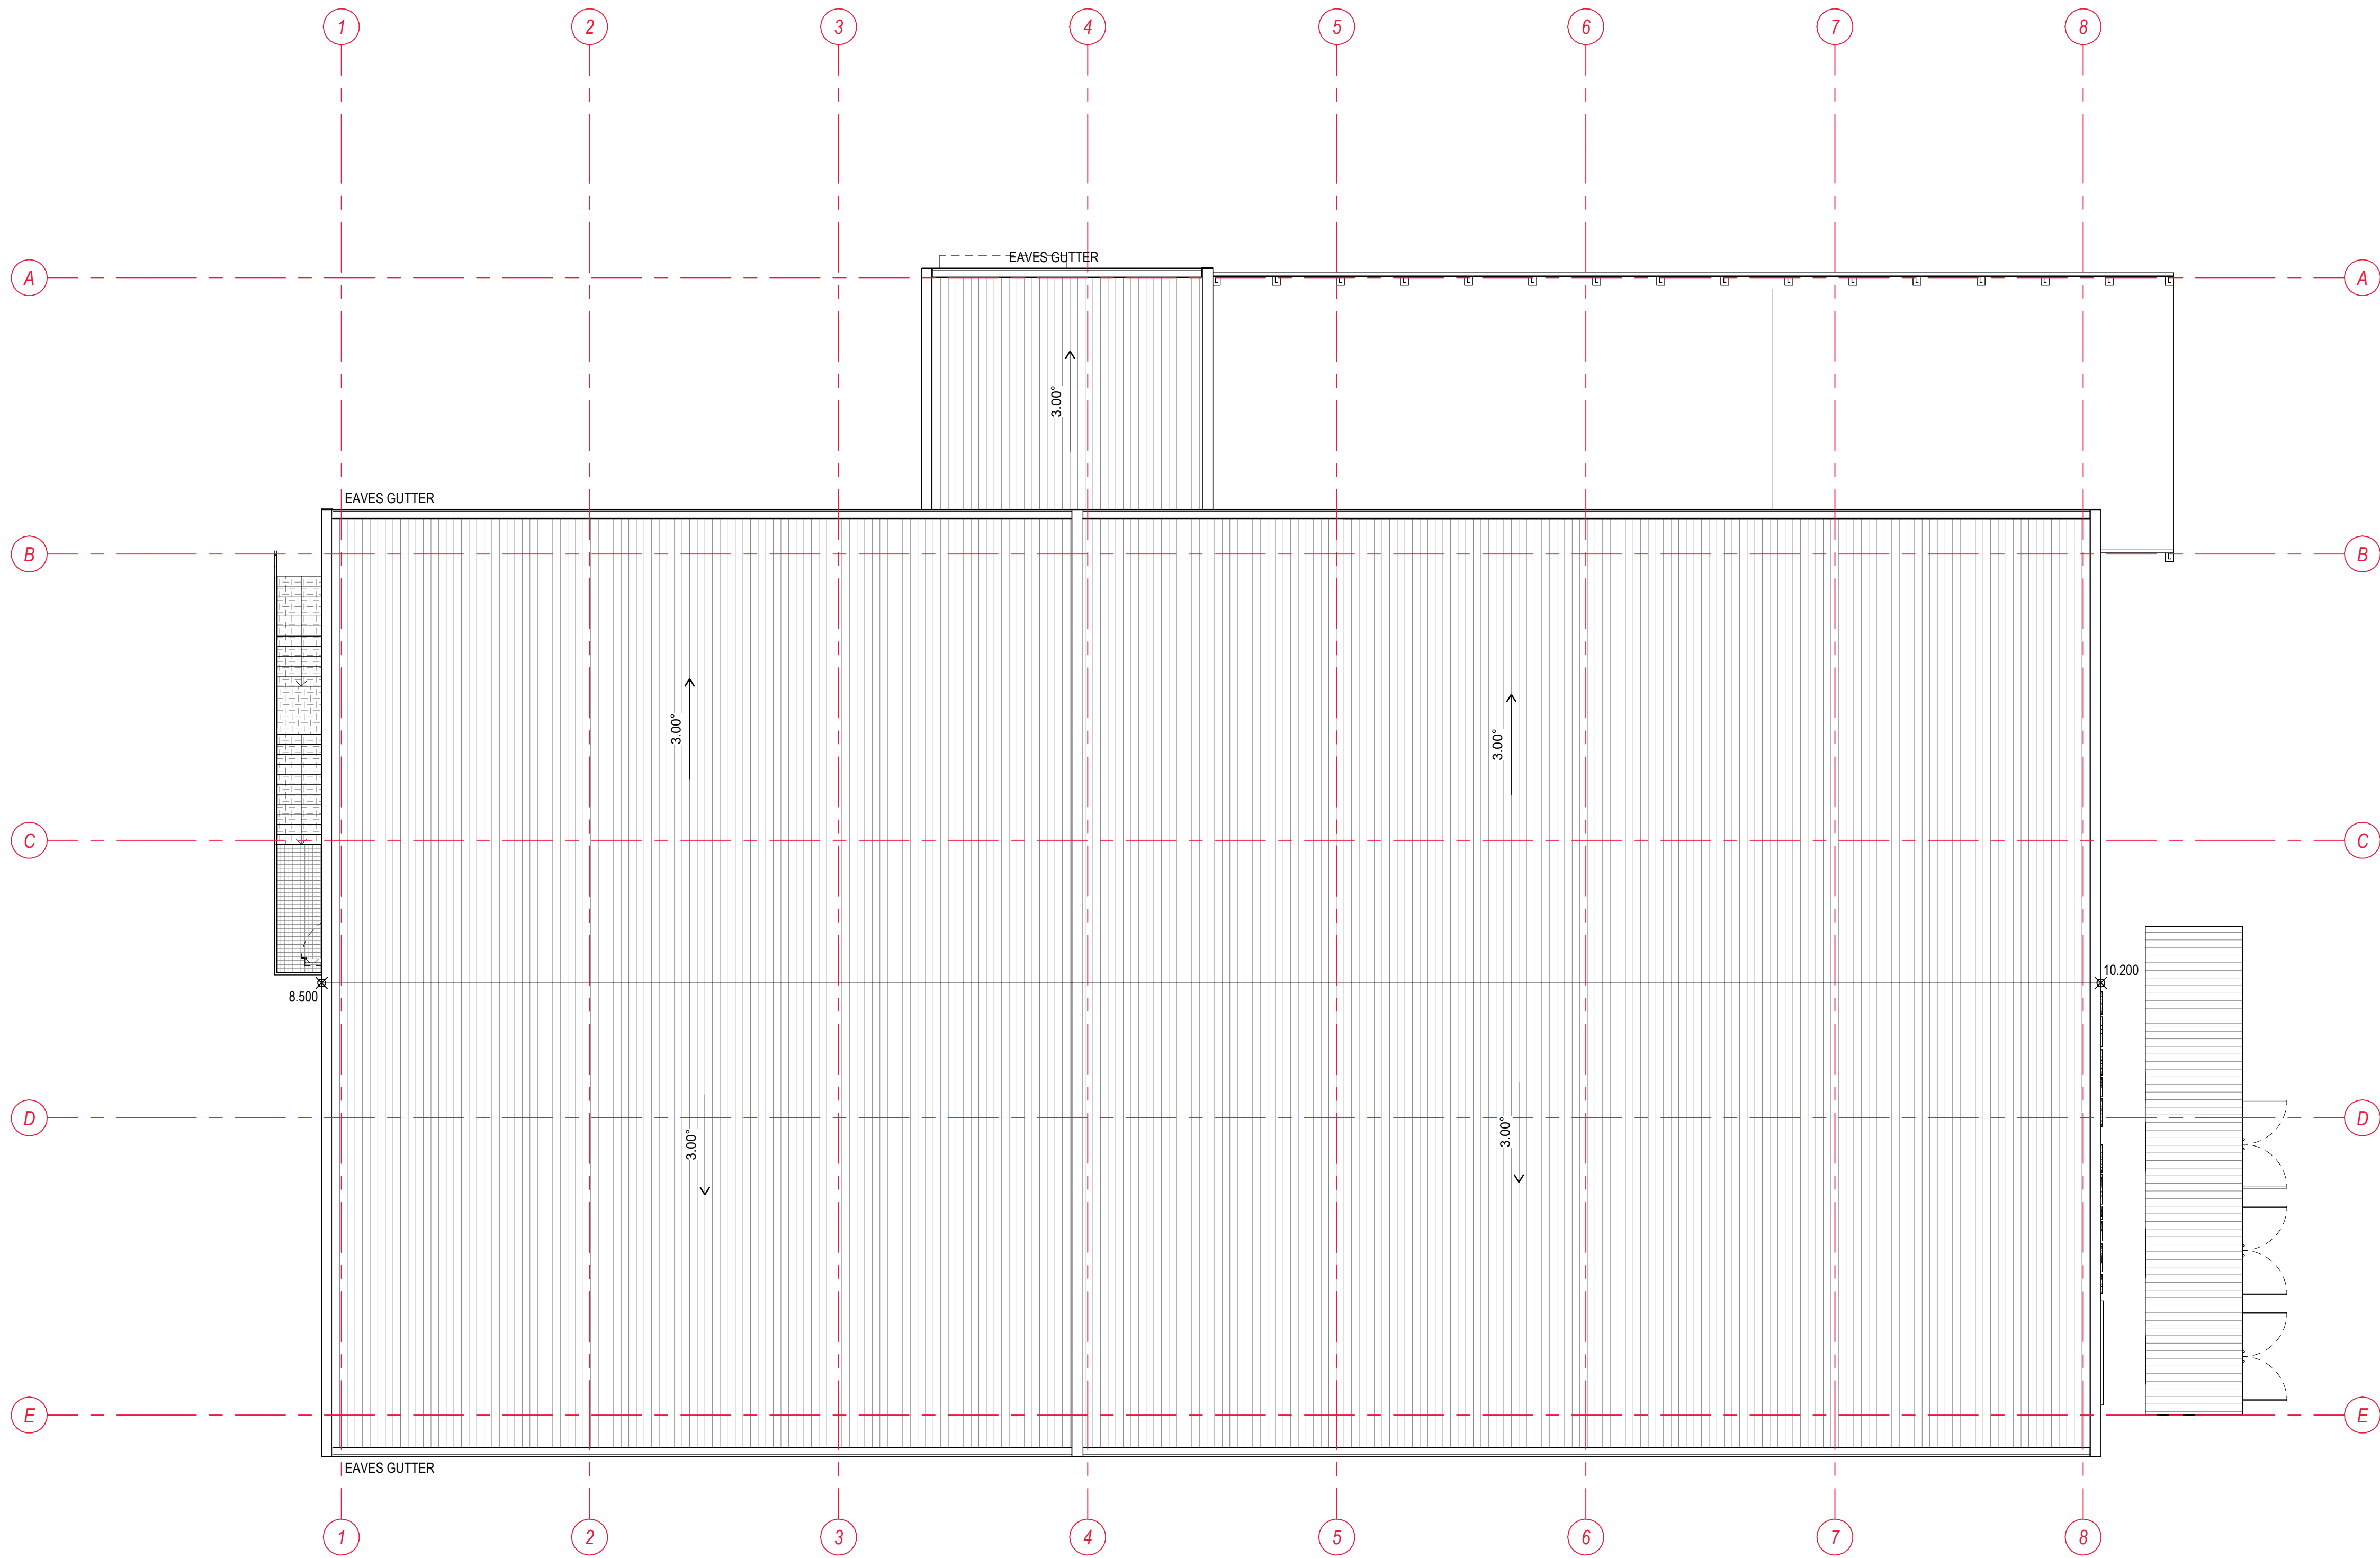 1 2 3 4 5 6 7 8
EAVES GUTTER
A A
3.00°
EAVES GUTTER
B B
3.00°
3.00°
C C
10.200
8.500
D D
3.00°
3.00°
E E
EAVES GUTTER
1 2 3 4 5 6 7 8